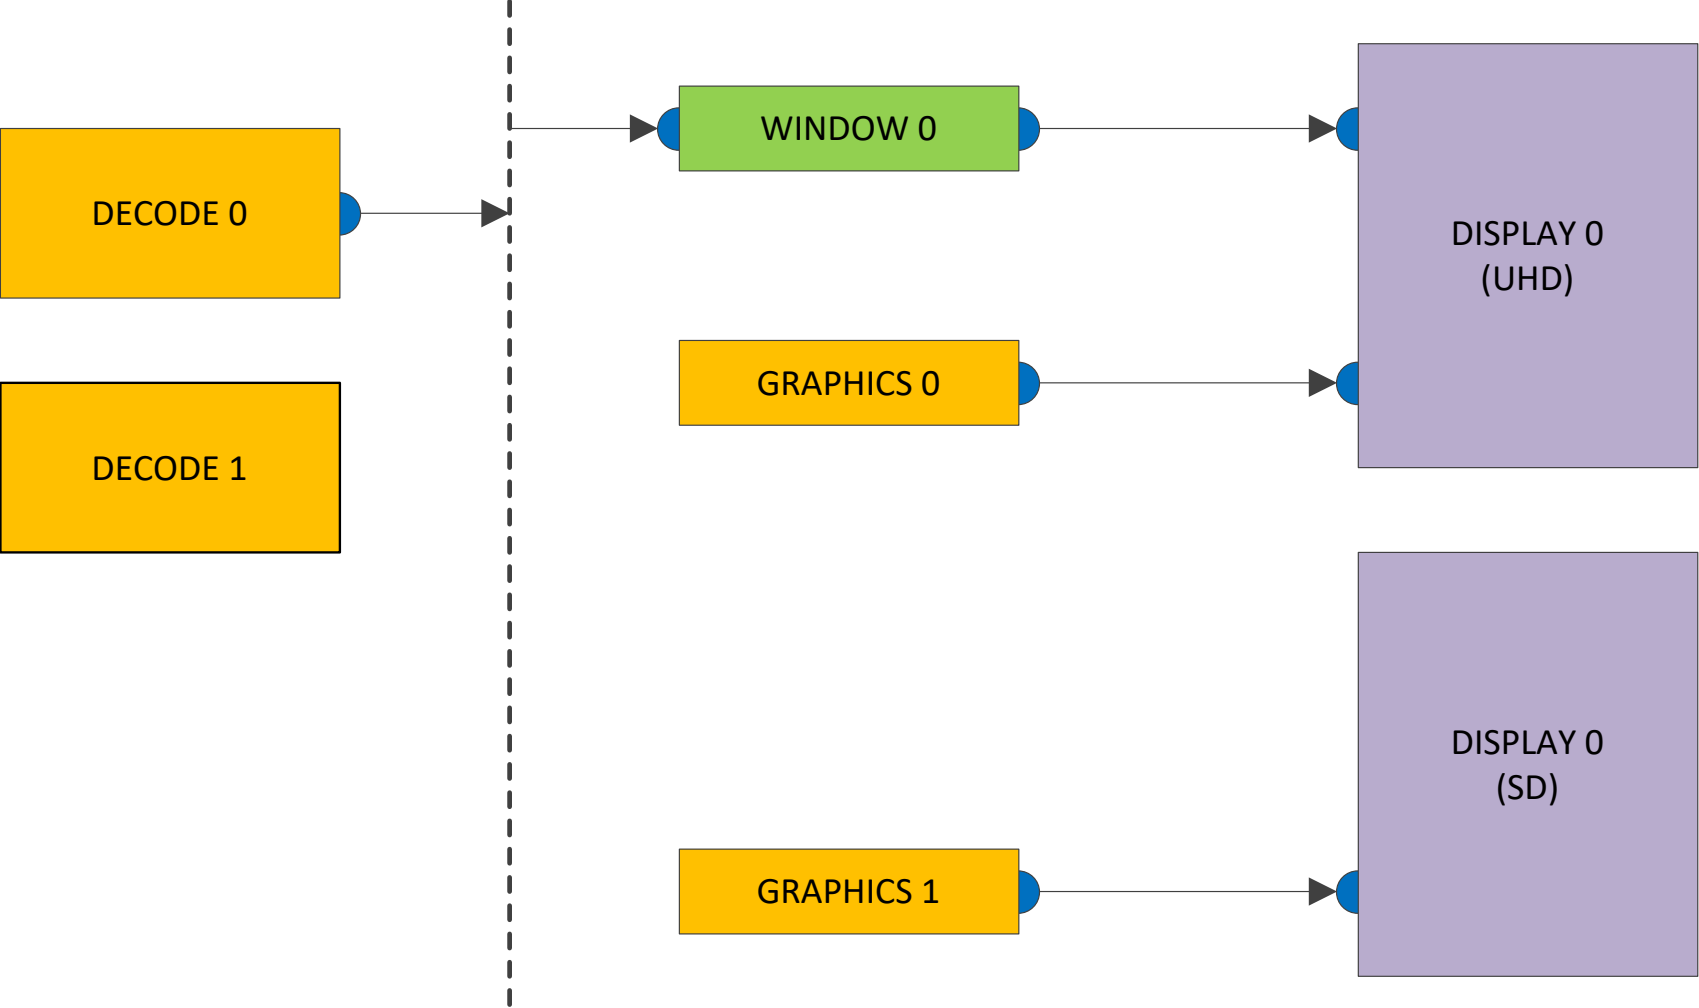 WINDOW 0
DECODE 0
DISPLAY 0
(UHD)
GRAPHICS 0
DECODE 1
DISPLAY 0
(SD)
GRAPHICS 1